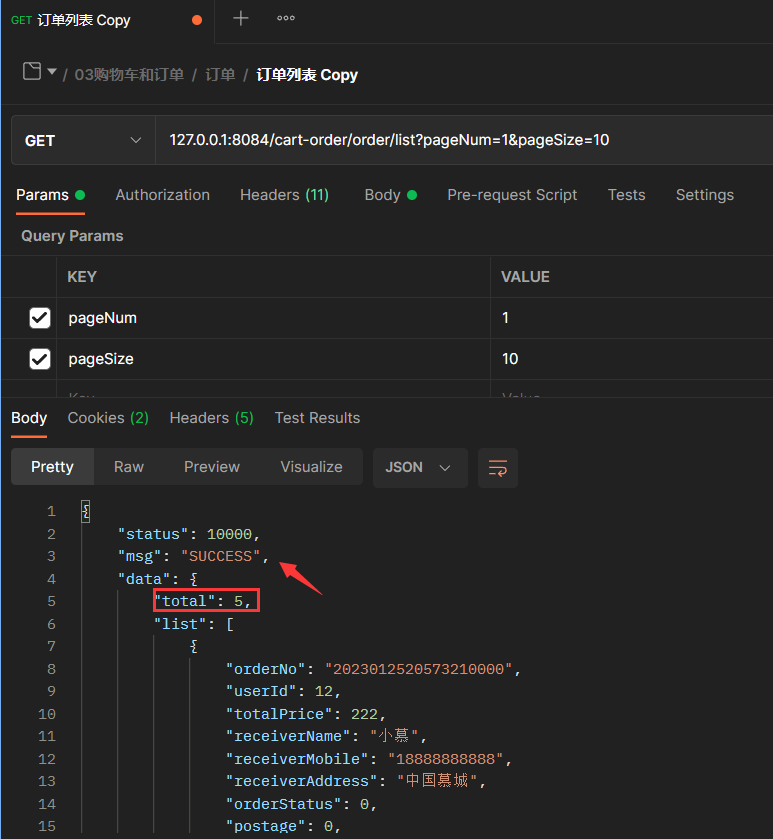 GET 订单列表 Copy
/ 03购物车和订单 / 订单 / 订单列表 Copy
GET 127.0.0.1:8084/cart-order/order/list?pageNum=1&pageSize=10
Params Authorization Headers (11) Body Pre-request Script Tests Settings
Query Params
KEY VALUE
pageNum 1
pageSize 10
Key Value
Body Cookies (2) Headers (5) Test Results
Pretty Raw Preview Visualize JSON
1 {
2 "status": 10000,
3 "msg": "SUCCESS",
4 "data": {
5 "total": 5,
6 "list": [
7 {
8 "orderNo": "2023012520573210000",
9 "userId": 12,
10 "totalPrice": 222,
11 "receiverName": "小慕",
12 "receiverMobile": "18888888888",
13 "receiverAddress": "中国慕城",
14 "orderStatus": 0,
15 "postage": 0,